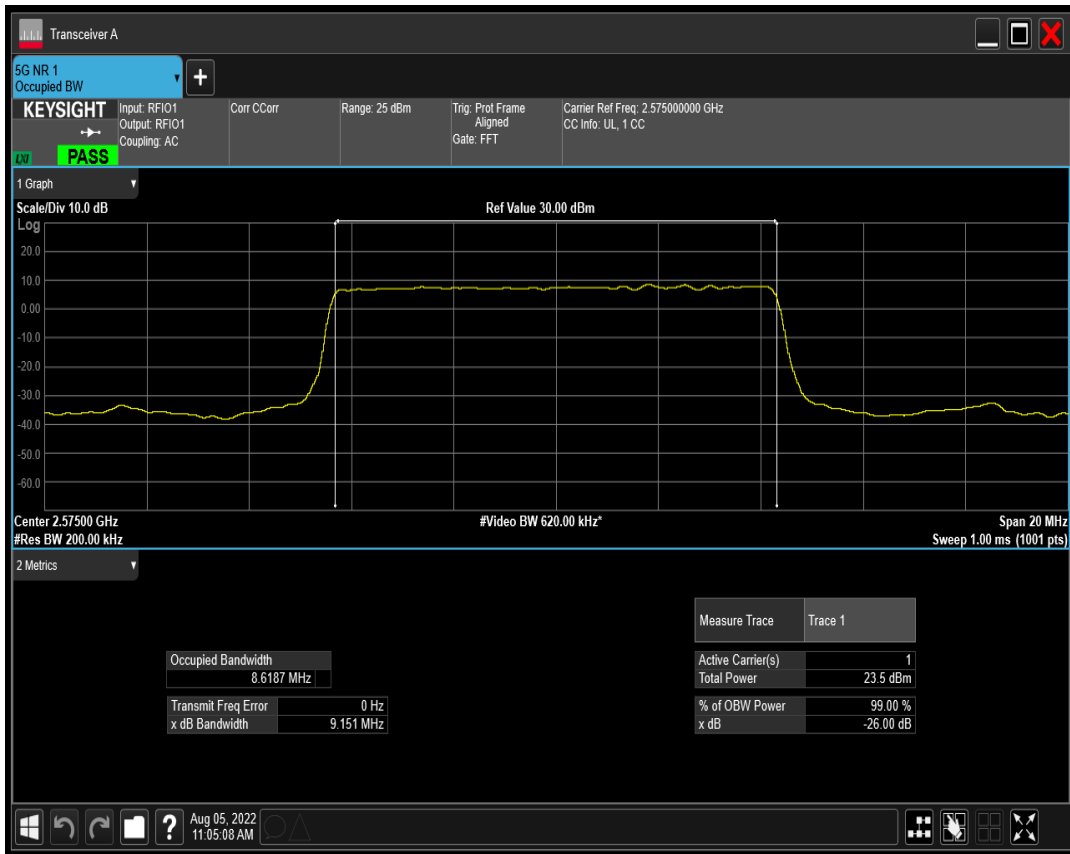 Transceiver A
5G NR 1
Occupied BW
+
KEYSIGHT
LXI
PASS
Input: RFIO1
Output: RFIO1
Coupling: AC
Corr CCorr
Range: 25 dBm
Trig: Prot Frame
Aligned
Gate: FFT
Carrier Ref Freq: 2.575000000 GHz
CC Info: UL, 1 CC
1 Graph
Scale/Div 10.0 dB
Ref Value 30.00 dBm
Log
20.0
10.0
0.00
-10.0
-20.0
-30.0
-40.0
-50.0
-60.0
Center 2.57500 GHz
#Video BW 620.00 kHz*
Span 20 MHz
#Res BW 200.00 kHz
Sweep 1.00 ms (1001 pts)
2 Metrics
Measure Trace Trace 1
Occupied Bandwidth
8.6187 MHz
Active Carrier(s) 1
Total Power 23.5 dBm
Transmit Freq Error 0 Hz
x dB Bandwidth 9.151 MHz
% of OBW Power 99.00 %
x dB -26.00 dB
?
Aug 05, 2022
11:05:08 AM